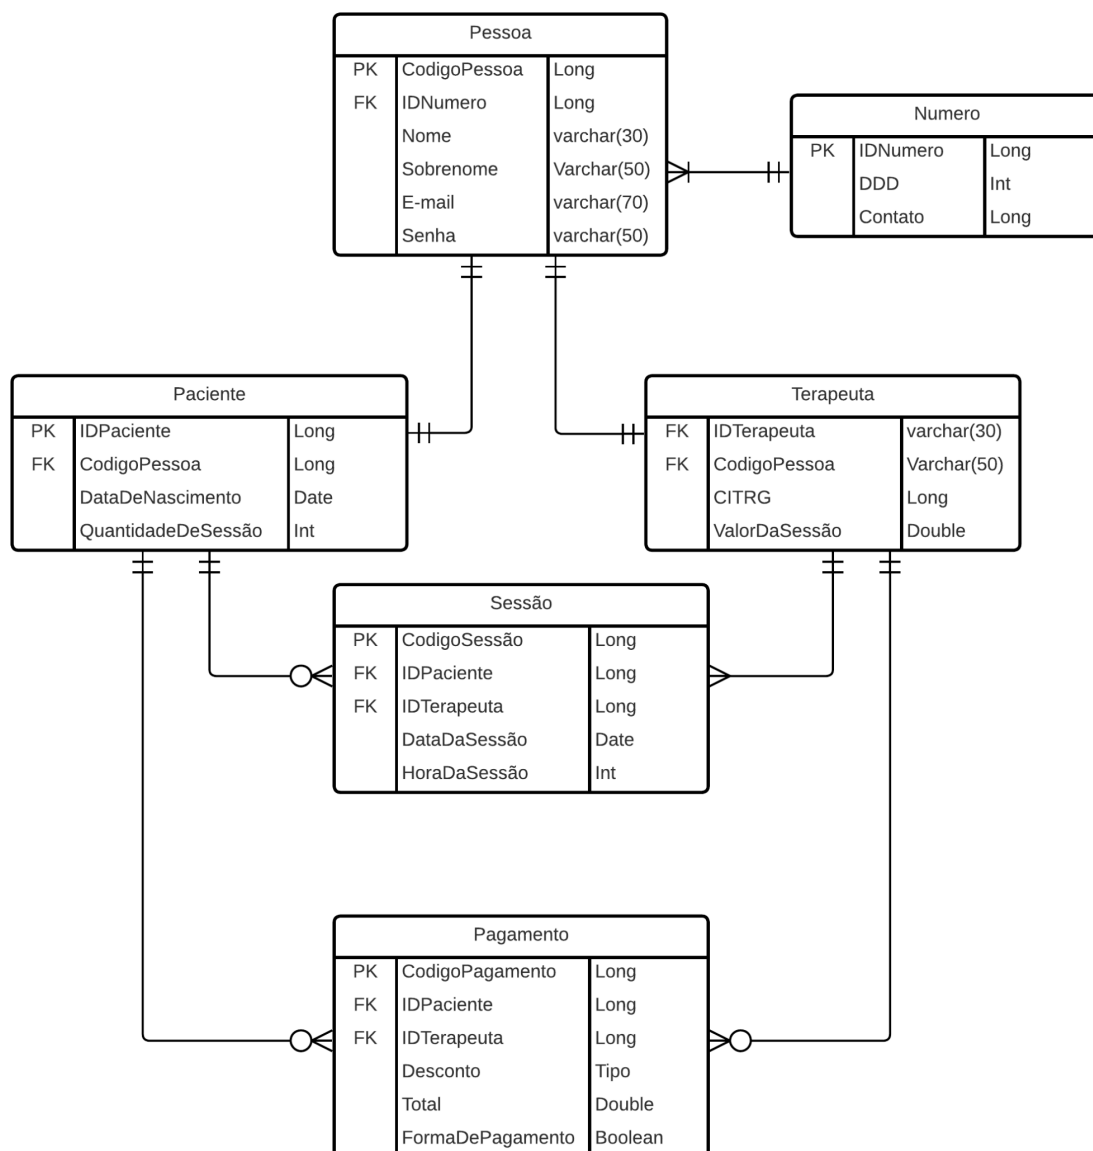 Pessoa
PK CodigoPessoa Long
FK IDNumero Long
Nome varchar(30)
Sobrenome Varchar(50)
E-mail varchar(70)
Senha varchar(50)
Numero
PK IDNumero Long
DDD Int
Contato Long
Paciente
PK IDPaciente Long
FK CodigoPessoa Long
DataDeNascimento Date
QuantidadeDeSessão Int
Terapeuta
FK IDTerapeuta varchar(30)
FK CodigoPessoa Varchar(50)
CITRG Long
ValorDaSessão Double
Sessão
PK CodigoSessão Long
FK IDPaciente Long
FK IDTerapeuta Long
DataDaSessão Date
HoraDaSessão Int
Pagamento
PK CodigoPagamento Long
FK IDPaciente Long
FK IDTerapeuta Long
Desconto Tipo
Total Double
FormaDePagamento Boolean